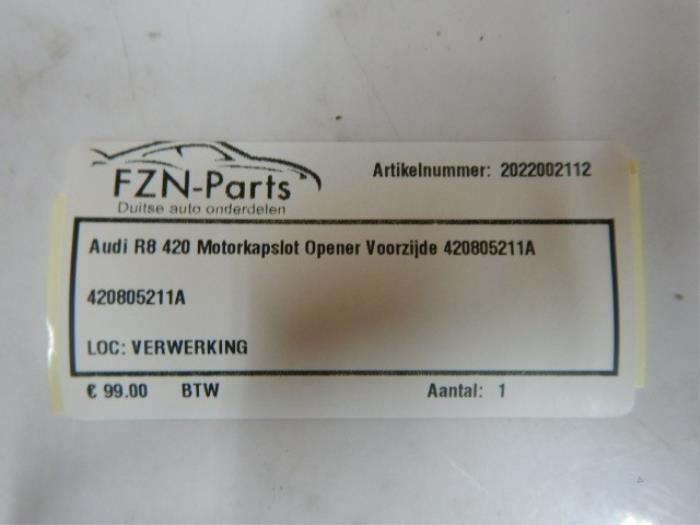 FZN-Parts
Duitse auto onderdelen
Artikelnummer: 2022002112
Audi R8 420 Motorkapslot Opener Voorzijde 420805211A
420805211A
LOC: VERWERKING
€ 99.00 BTW Aantal: 1